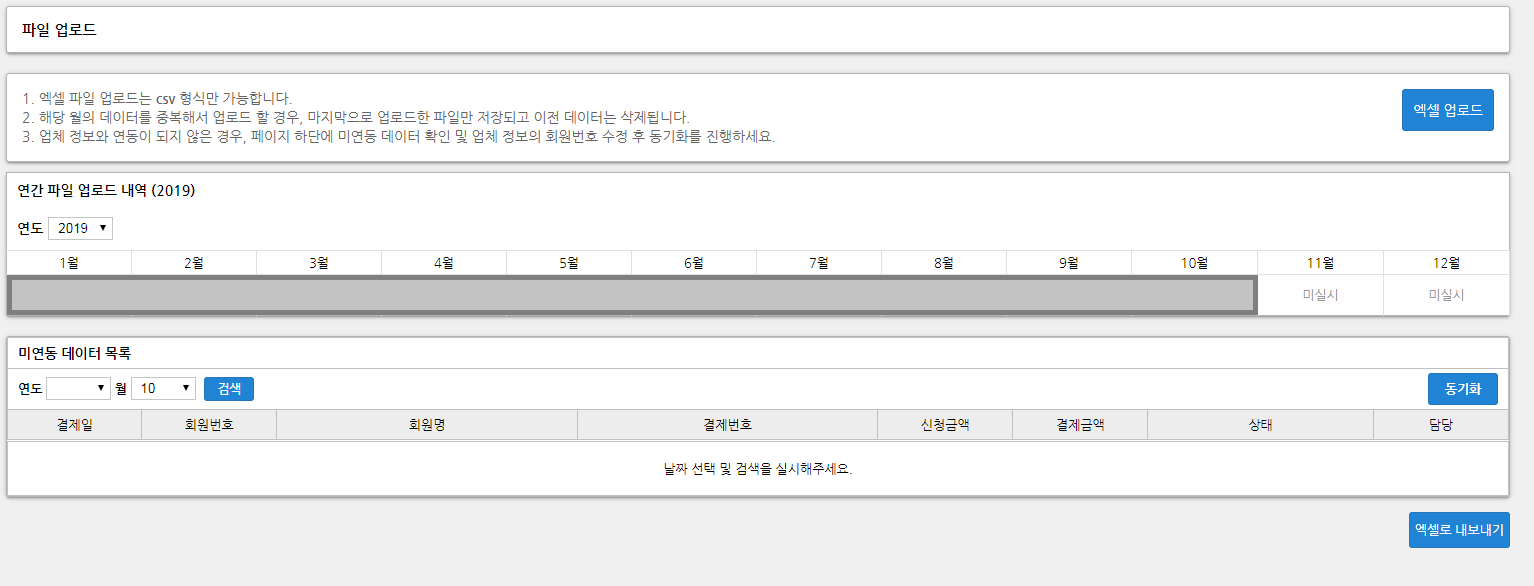 파일 업로드
1. 엑셀 파일 업로드는 csv 형식만 가능합니다.
2. 해당 월의 데이터를 중복해서 업로드 할 경우, 마지막으로 업로드한 파일만 저장되고 이전 데이터는 삭제됩니다.
3. 업체 정보와 연동이 되지 않은 경우, 페이지 하단에 미연동 데이터 확인 및 업체 정보의 회원번호 수정 후 동기화를 진행하세요.
엑셀 업로드
연간 파일 업로드 내역 (2019)
연도 2019
1월 2월 3월 4월 5월 6월 7월 8월 9월 10월 11월 12월
미실시 미실시
미연동 데이터 목록
연도 월 10 검색 동기화
결제일 회원번호 회원명 결제번호 신청금액 결제금액 상태 담당
날짜 선택 및 검색을 실시해주세요.
엑셀로 내보내기